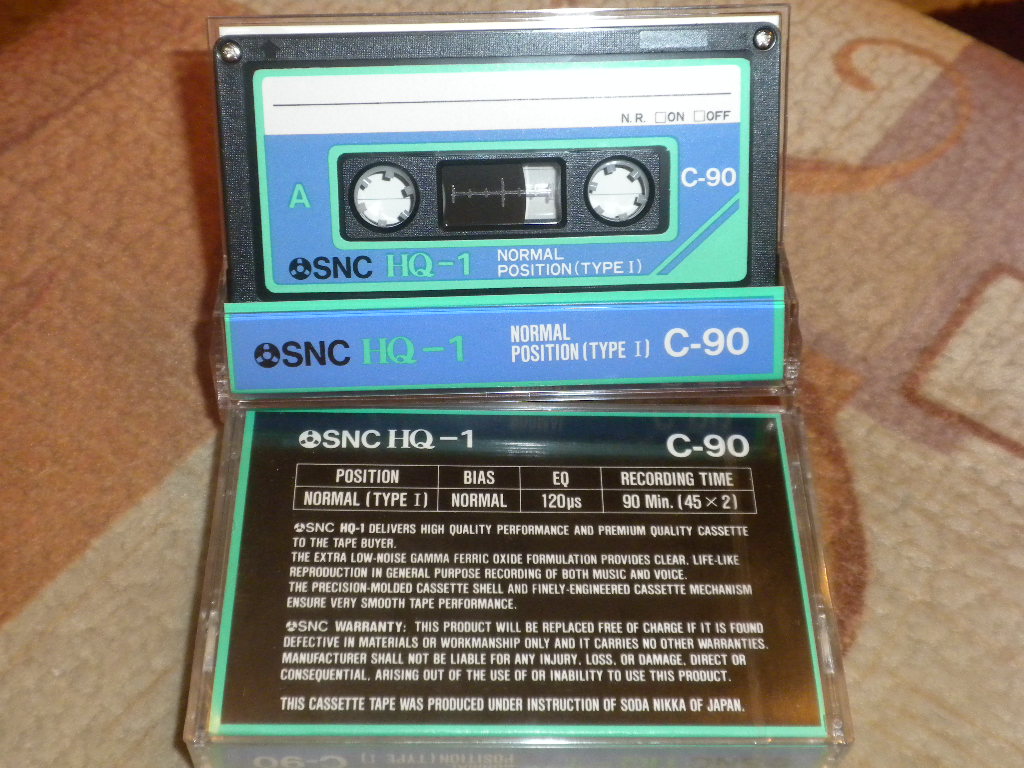 N.R. □ON □OFF
A
C-90
SNC HQ-1
NORMAL
POSITION(TYPE I)
SNC HQ-1
NORMAL
POSITION(TYPE I)
C-90
SNC HQ-1
C-90
POSITION BIAS EQ RECORDING TIME
NORMAL (TYPE I) NORMAL 120µs 90 Min. (45×2)
SNC HQ-1 DELIVERS HIGH QUALITY PERFORMANCE AND PREMIUM QUALITY CASSETTE
TO THE TAPE BUYER.
THE EXTRA LOW-NOISE GAMMA FERRIC OXIDE FORMULATION PROVIDES CLEAR, LIFE-LIKE
REPRODUCTION IN GENERAL PURPOSE RECORDING OF BOTH MUSIC AND VOICE.
THE PRECISION-MOLDED CASSETTE SHELL AND FINELY-ENGINEERED CASSETTE MECHANISM
ENSURE VERY SMOOTH TAPE PERFORMANCE.
SNC WARRANTY: THIS PRODUCT WILL BE REPLACED FREE OF CHARGE IF IT IS FOUND
DEFECTIVE IN MATERIALS OR WORKMANSHIP ONLY AND IT CARRIES NO OTHER WARRANTIES.
MANUFACTURER SHALL NOT BE LIABLE FOR ANY INJURY, LOSS, OR DAMAGE, DIRECT OR
CONSEQUENTIAL, ARISING OUT OF THE USE OF OR INABILITY TO USE THIS PRODUCT.
THIS CASSETTE TAPE WAS PRODUCED UNDER INSTRUCTION OF SODA NIKKA OF JAPAN.